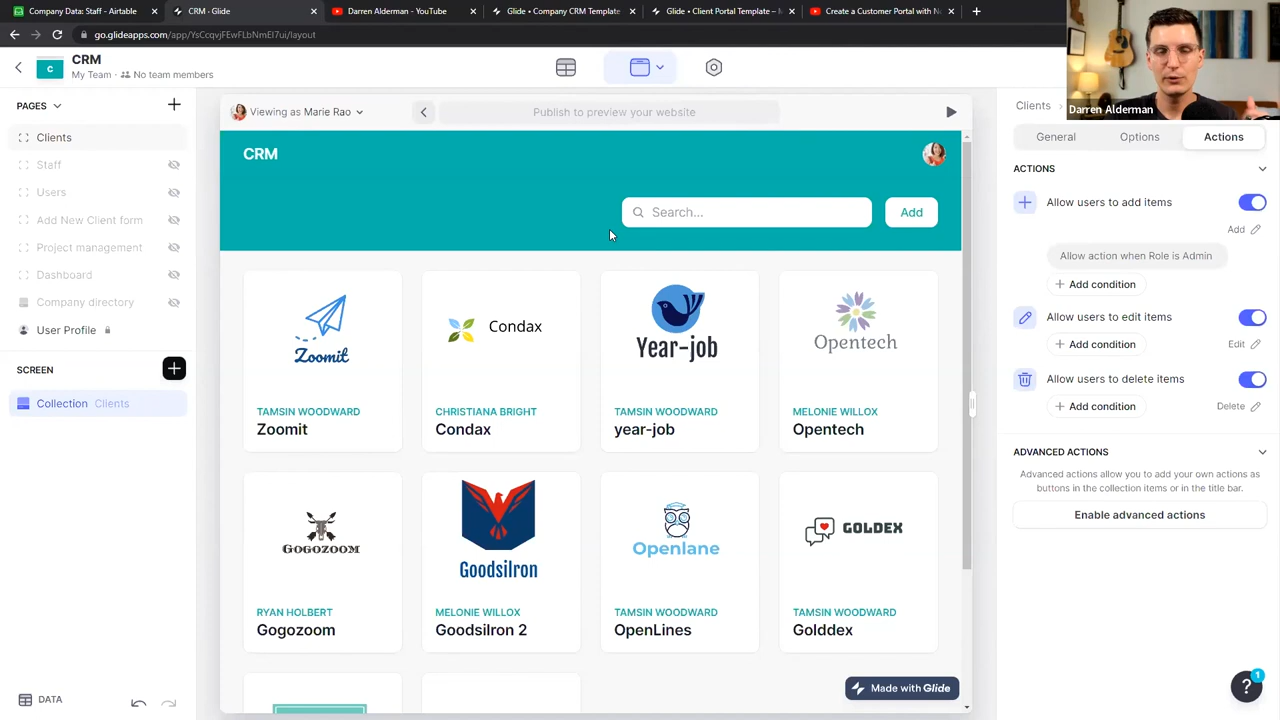 Company Data: Staff - Airtable
CRM - Glide
Darren Alderman - YouTube
Glide • Company CRM Template
Glide • Client Portal Template -
Create a Customer Portal with N
go.glideapps.com/app/YsCcqvjFEwFLbNmEI7ui/layout
C
CRM
My Team · No team members
Darren Alderman
PAGES
Clients
Staff
Users
Add New Client form
Project management
Dashboard
Company directory
User Profile
SCREEN
Collection Clients
DATA
Viewing as Marie Rao
Publish to preview your website
CRM
Search...
Add
Zoomit
TAMSIN WOODWARD
Zoomit
Condax
CHRISTIANA BRIGHT
Condax
Year-job
TAMSIN WOODWARD
year-job
Opentech
MELONIE WILLOX
Opentech
GOGOZOOM
RYAN HOLBERT
Gogozoom
GoodsIron
MELONIE WILLOX
GoodsIron 2
Openlane
TAMSIN WOODWARD
OpenLines
GOLDEX
TAMSIN WOODWARD
Golddex
Made with Glide
Clients
General
Options
Actions
ACTIONS
Allow users to add items
Add
Allow action when Role is Admin
Add condition
Allow users to edit items
Add condition
Edit
Allow users to delete items
Add condition
Delete
ADVANCED ACTIONS
Advanced actions allow you to add your own actions as
buttons in the collection items or in the title bar.
Enable advanced actions
?
1